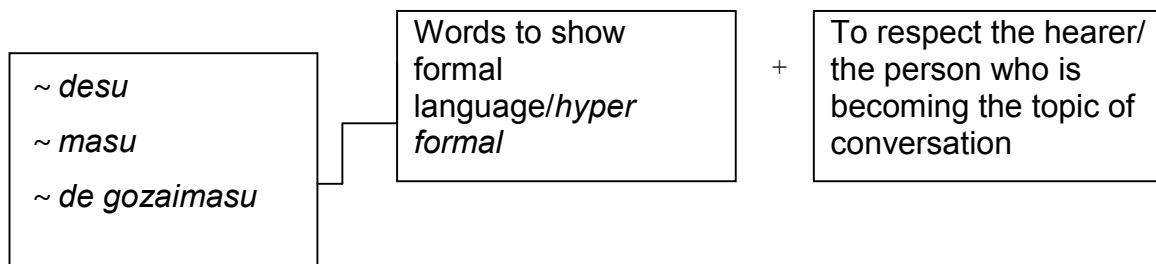 ~ desu
~ masu
~ de gozaimasu
Words to show
formal
language/hyper
formal
+
To respect the hearer/
the person who is
becoming the topic of
conversation